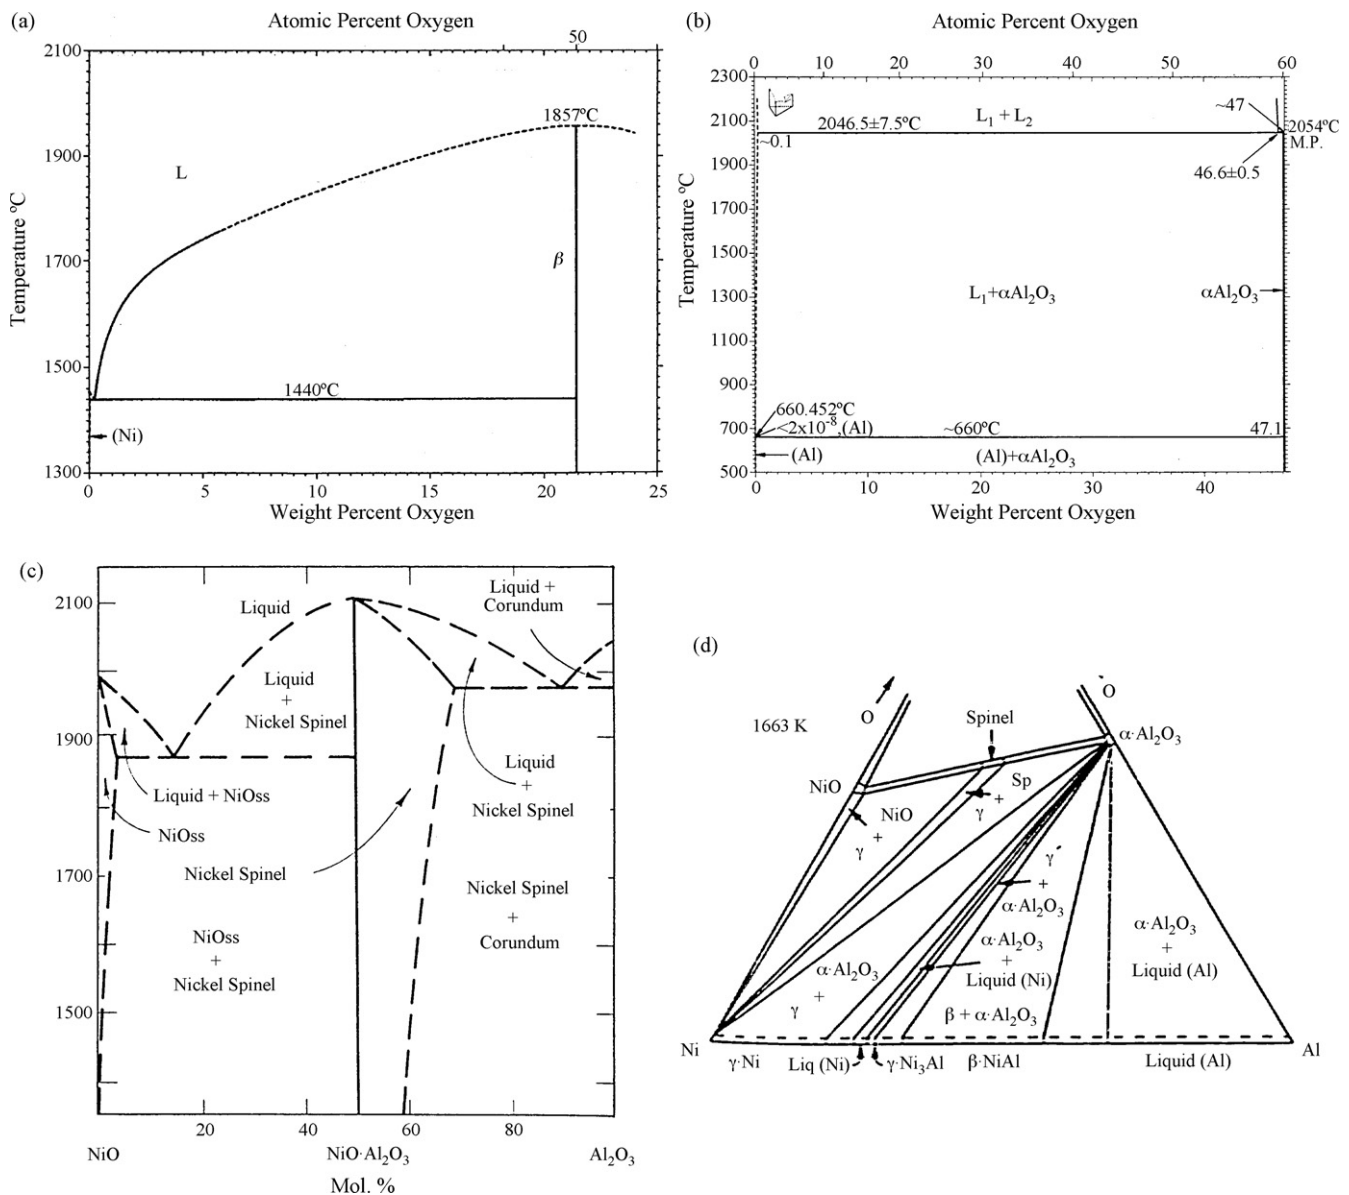 (a)
Atomic Percent Oxygen
50
2100
1900
1700
1500
1300
Temperature ºC
1857ºC
L
β
1440ºC
(Ni)
0 5 10 15 20 25
Weight Percent Oxygen
(b)
Atomic Percent Oxygen
0 10 14 22 30 32 43 44 60
2300
2100
1900
1700
1500
1300
1100
900
700
500
Temperature ºC
L1 + L2
~47
2046.5±7.5ºC
2054ºC
M.P.
~0.1
46.6±0.5
L1+αAl2O3
αAl2O3
660.452ºC
<2x10-8,(Al)
~660ºC
47.1
(Al)
(Al)+αAl2O3
0 10 20 30 40
Weight Percent Oxygen
(c)
2100
1900
1700
1500
Liquid
Liquid +
Corundum
Liquid
+
Nickel Spinel
Liquid
+
Nickel Spinel
Liquid + NiOss
NiOss
Nickel Spinel
NiOss
+
Nickel Spinel
Nickel Spinel
+
Corundum
20 40 60 80
NiO NiO·Al2O3 Al2O3
Mol. %
(d)
1663 K
O
O
Spinel
α·Al2O3
NiO
NiO
+
γ
Sp
+
γ
γ´
+
α·Al2O3
α·Al2O3
+
γ
α·Al2O3
+
Liquid (Ni)
α·Al2O3
+
Liquid (Al)
β + α·Al2O3
Ni
Al
γ·Ni Liq (Ni) γ·Ni3Al β·NiAl Liquid (Al)